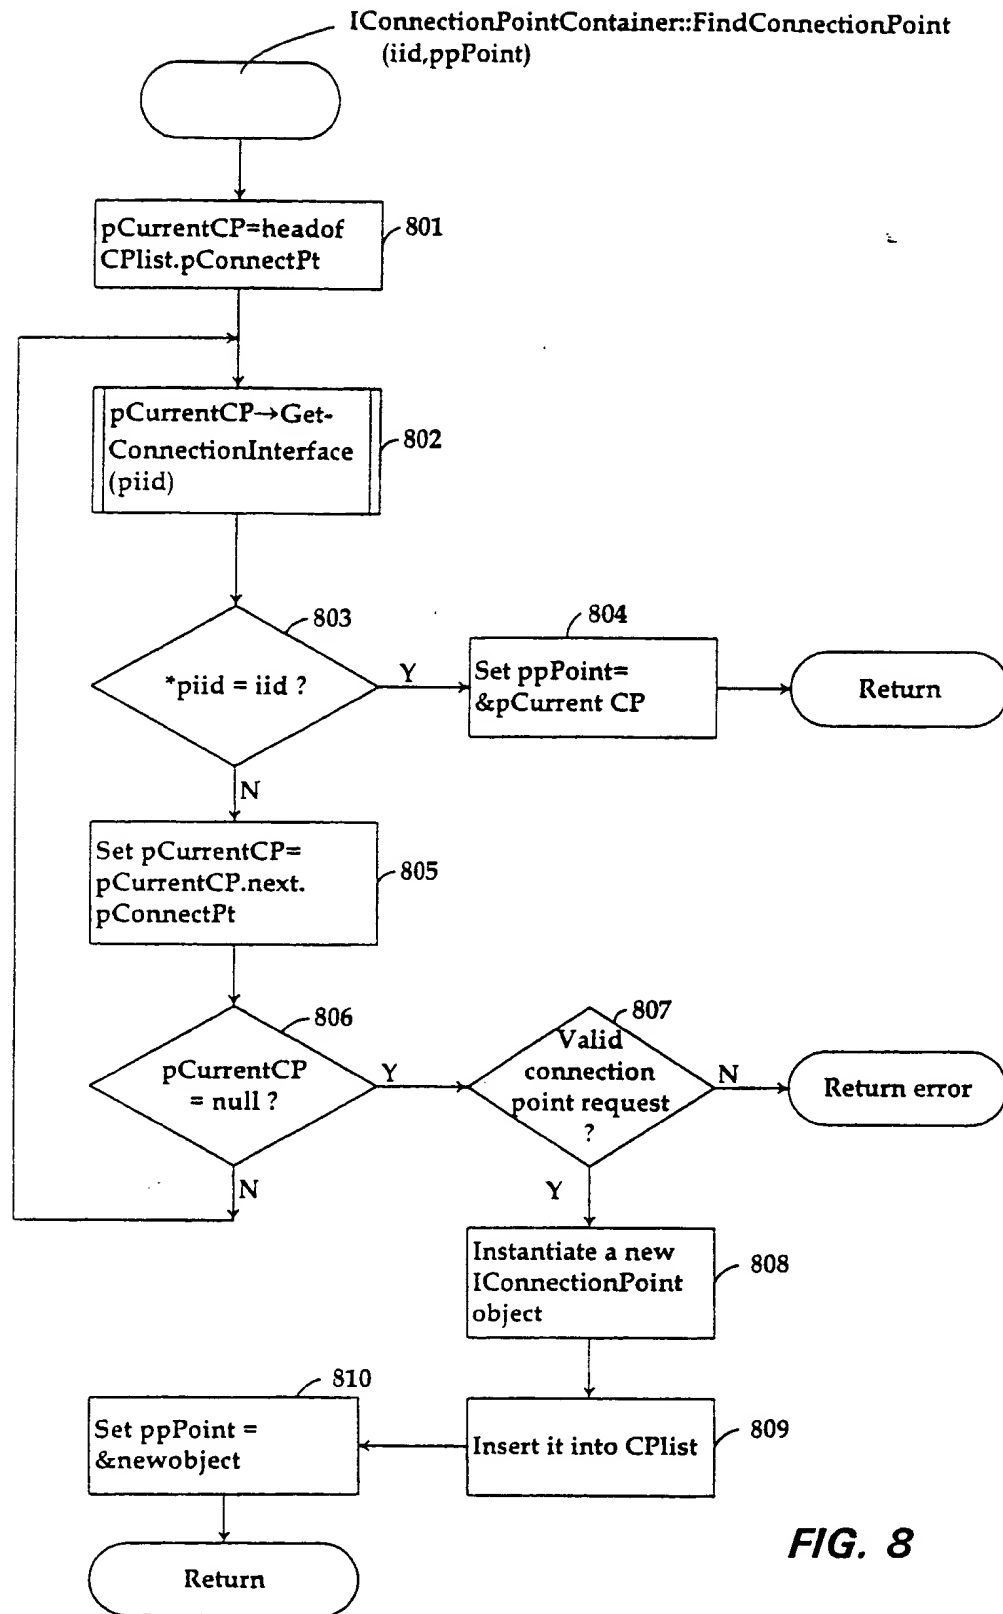 IConnectionPointContainer::FindConnectionPoint
(iid,ppPoint)
pCurrentCP=headof
CPlist.pConnectPt
801
pCurrentCP→Get-
ConnectionInterface
(piid)
802
803
*piid = iid ?
Y
N
804
Set ppPoint=
&pCurrent CP
Return
Set pCurrentCP=
pCurrentCP.next.
pConnectPt
805
806
pCurrentCP
= null ?
Y
N
807
Valid
connection
point request
?
N
Y
Return error
Instantiate a new
IConnectionPoint
object
808
Insert it into CPlist
809
810
Set ppPoint =
&newobject
Return
FIG. 8